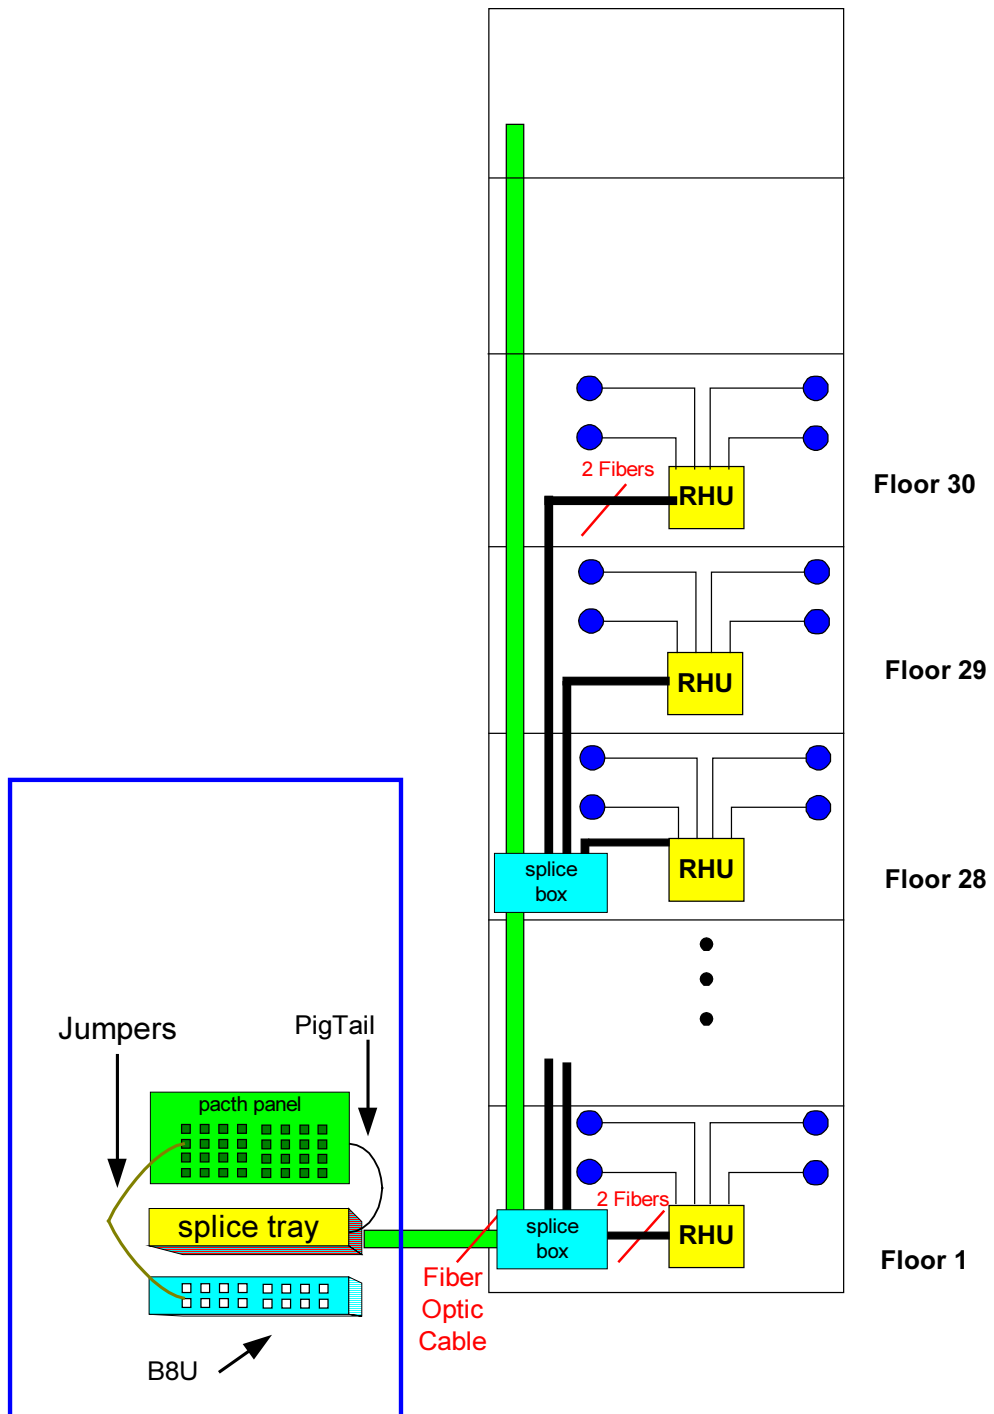 2 Fibers
RHU
Floor 30
RHU
Floor 29
splice
box
RHU
Floor 28
Jumpers
PigTail
pacth panel
splice tray
B8U
Fiber
Optic
Cable
splice
box
2 Fibers
RHU
Floor 1